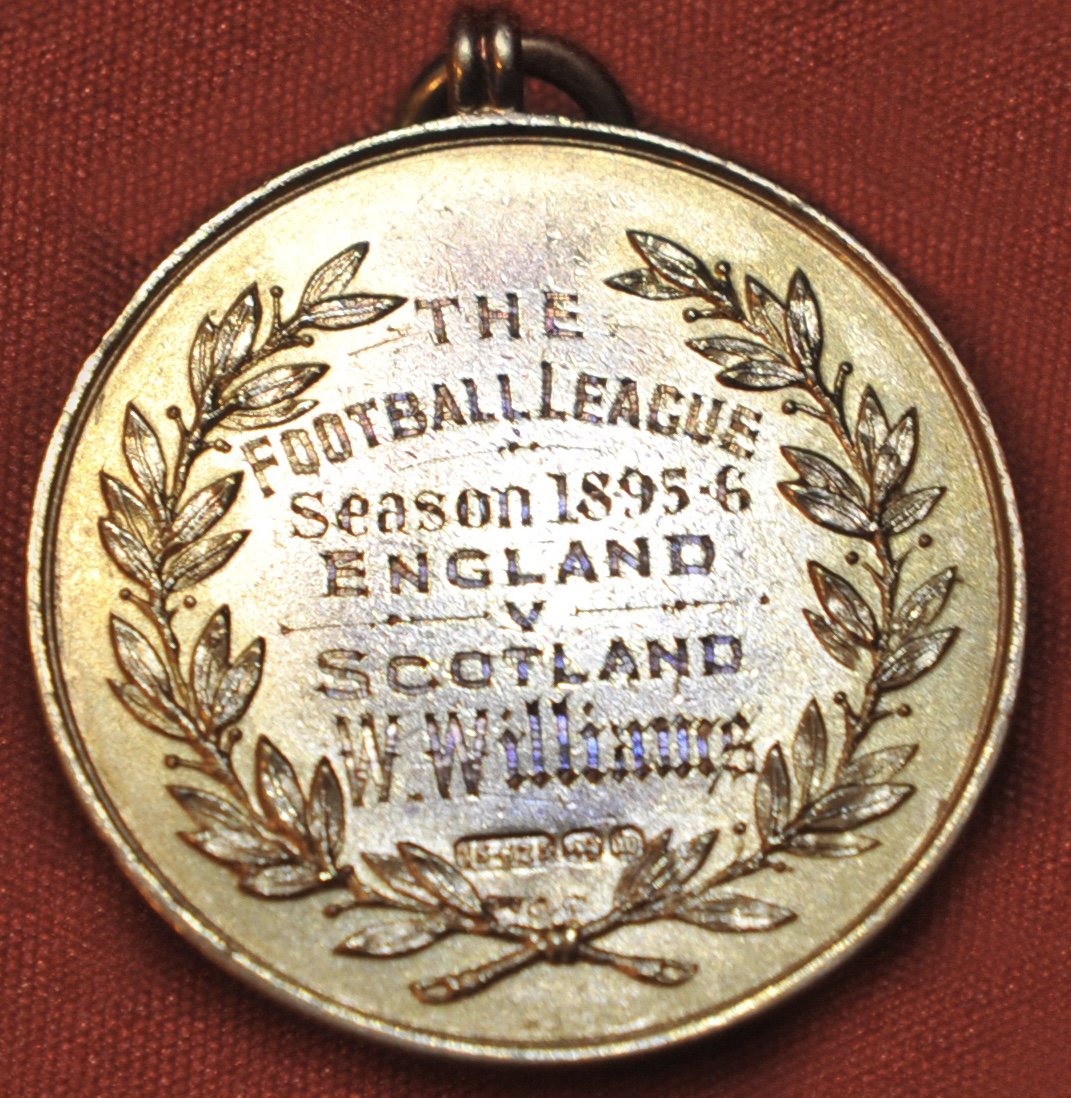 THE
FOOTBALL LEAGUE
Season 1895-6
ENGLAND
V
SCOTLAND
W. Williams